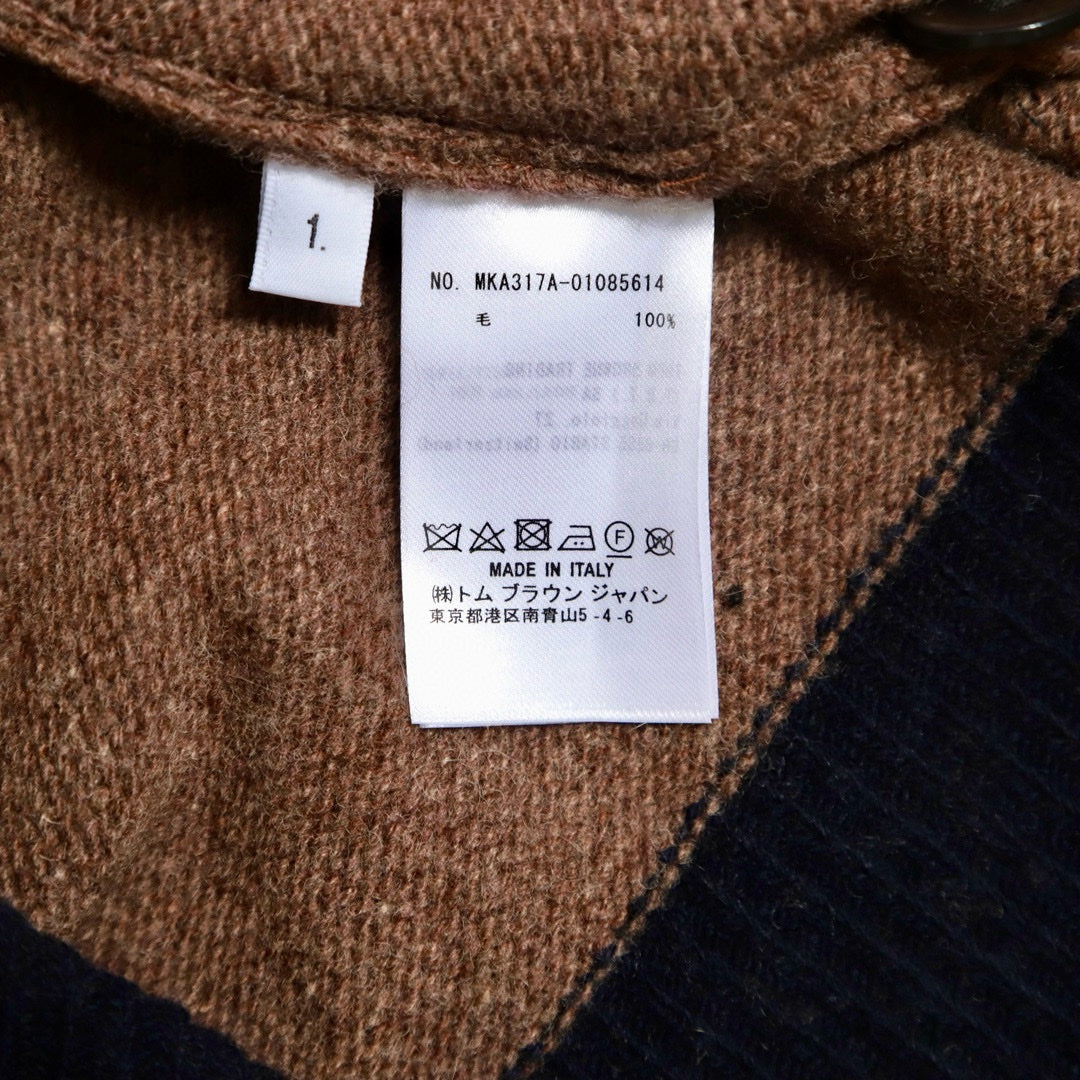 1.
NO. MKA317A-01085614
毛 100%
F W
MADE IN ITALY
㈱トム ブラウン ジャパン
東京都港区南青山5-4-6